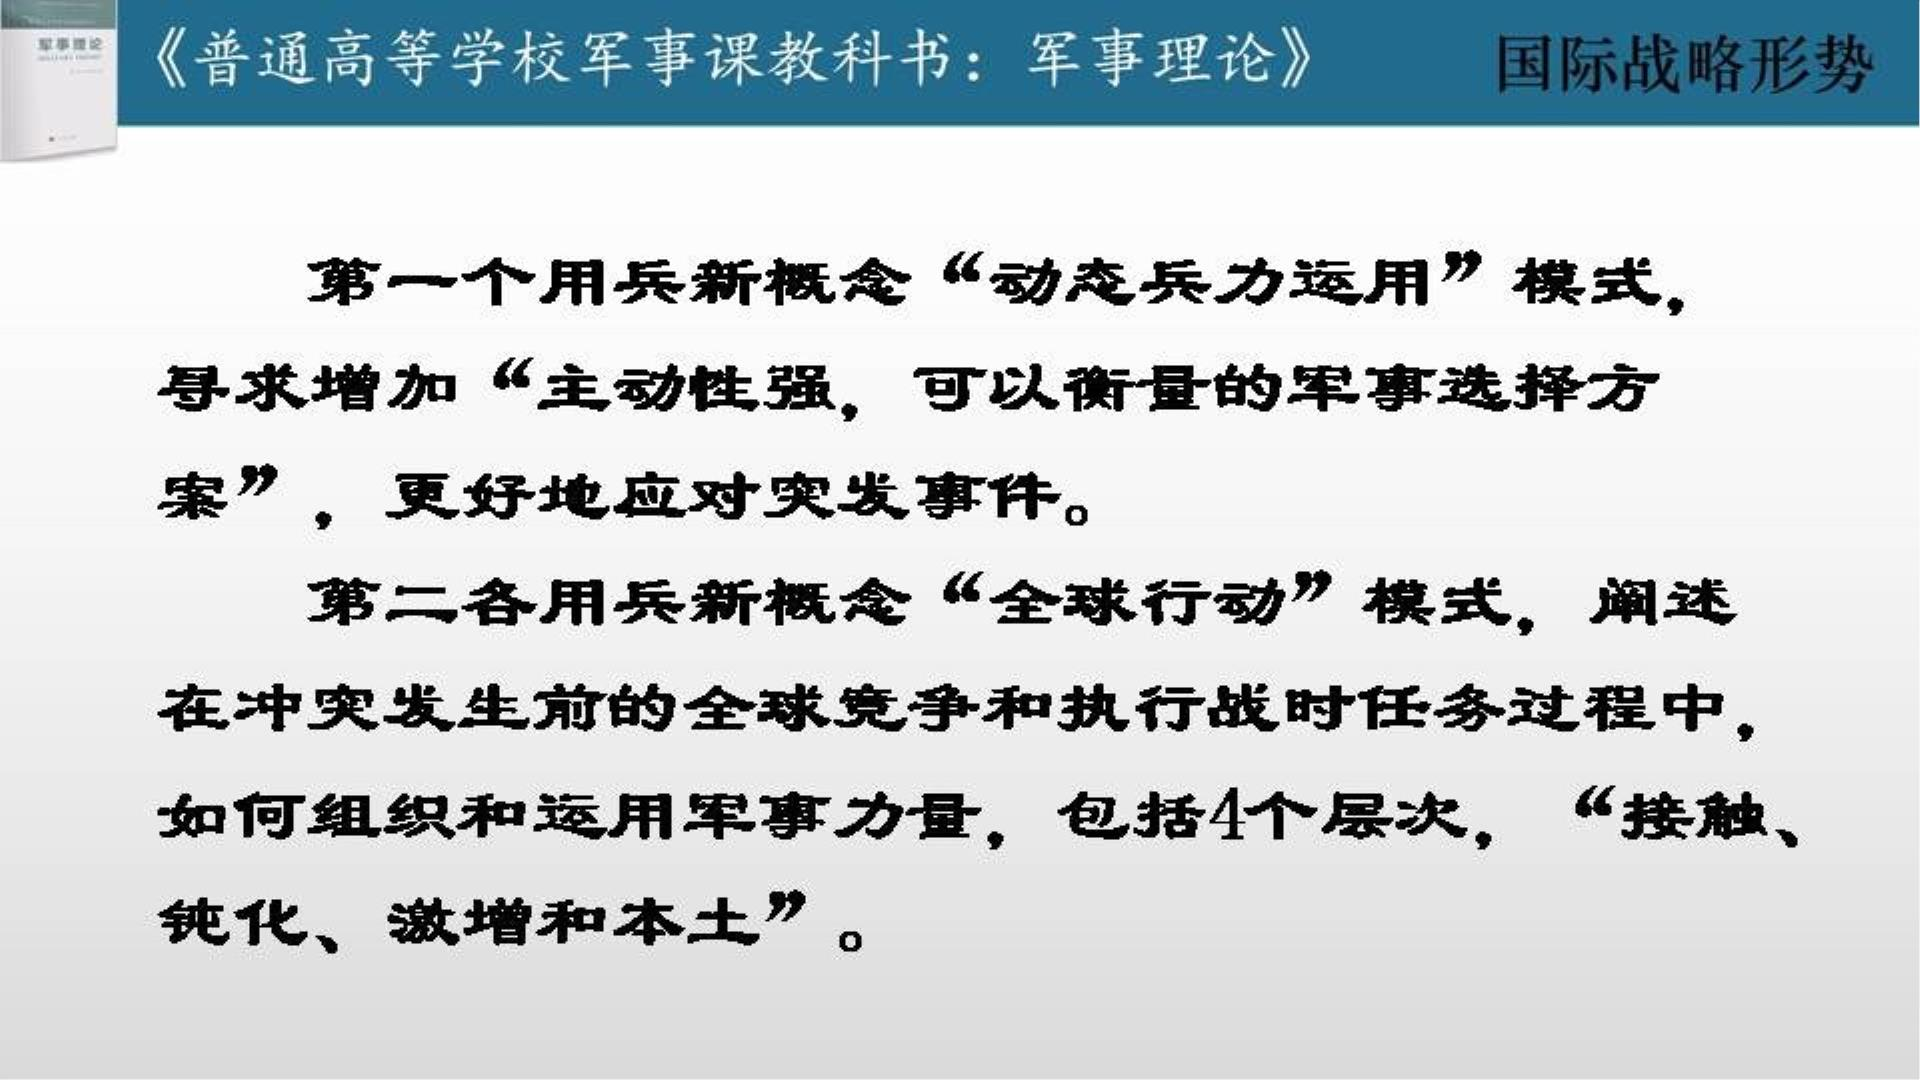 军事理论
《普通高等学校军事课教科书：军事理论》
国际战略形势
第一个用兵新概念“动态兵力运用”模式，
寻求增加“主动性强，可以衡量的军事选择方
案”，更好地应对突发事件。
第二各用兵新概念“全球行动”模式，阐述
在冲突发生前的全球竞争和执行战时任务过程中，
如何组织和运用军事力量，包括4个层次，“接触、
钝化、激增和本土”。